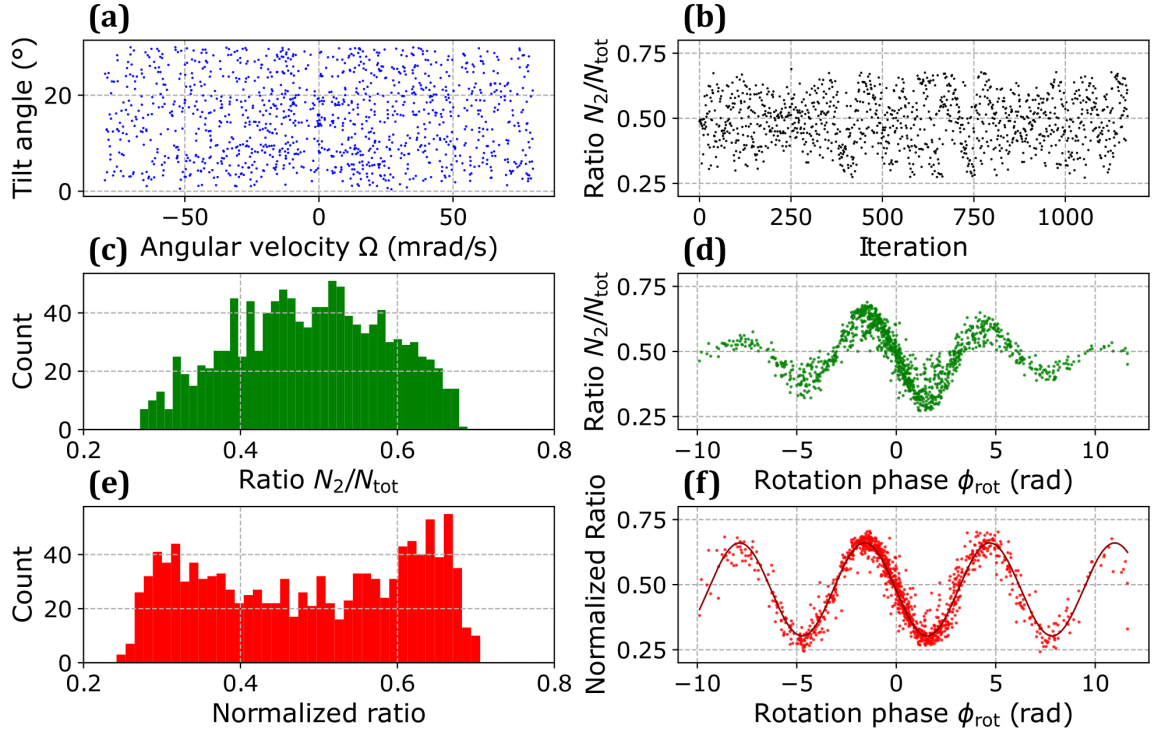 (a)
Tilt angle (°)
20
0
−50
0
50
Angular velocity Ω (mrad/s)
(b)
Ratio N₂/Nₜₒₜ
0.75
0.50
0.25
0
250
500
750
1000
Iteration
(c)
Count
40
20
0
0.2
0.4
0.6
0.8
Ratio N₂/Nₜₒₜ
(d)
Ratio N₂/Nₜₒₜ
0.75
0.50
0.25
−10
−5
0
5
10
Rotation phase ϕrot (rad)
(e)
Count
40
20
0
0.2
0.4
0.6
0.8
Normalized ratio
(f)
Normalized Ratio
0.75
0.50
0.25
−10
−5
0
5
10
Rotation phase ϕrot (rad)